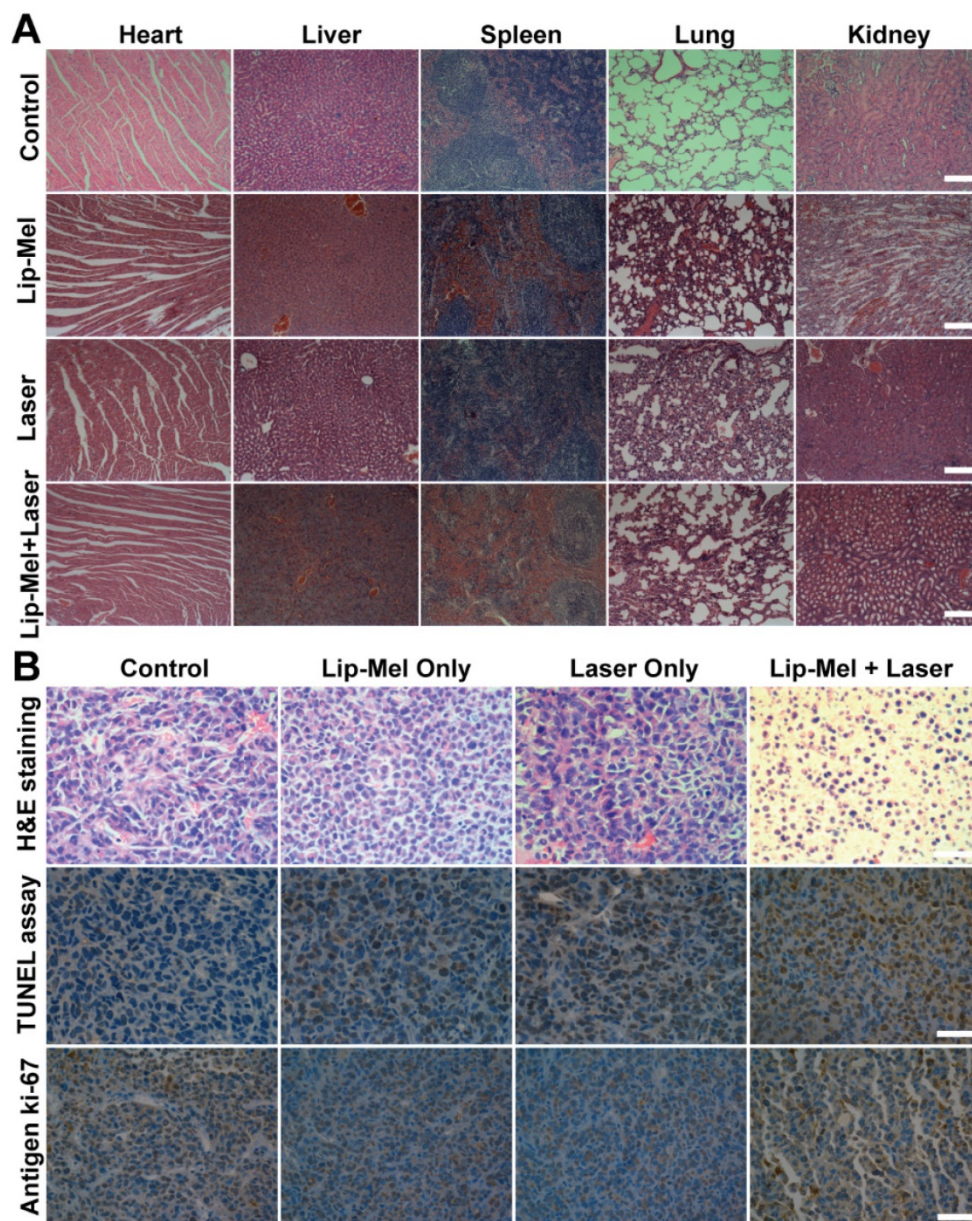 A
Heart Liver Spleen Lung Kidney
Control
Lip-Mel
Laser
Lip-Mel+Laser
B
Control Lip-Mel Only Laser Only Lip-Mel + Laser
H&E staining
TUNEL assay
Antigen ki-67